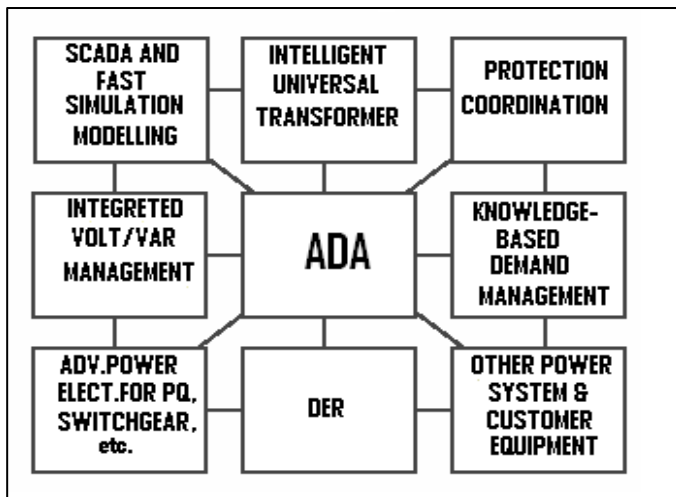 SCADA AND
FAST
SIMULATION
MODELLING
INTELLIGENT
UNIVERSAL
TRANSFORMER
PROTECTION
COORDINATION
INTEGRETED
VOLT/VAR
MANAGEMENT
ADA
KNOWLEDGE-
BASED
DEMAND
MANAGEMENT
ADV.POWER
ELECT.FOR PQ,
SWITCHGEAR,
etc.
DER
OTHER POWER
SYSTEM &
CUSTOMER
EQUIPMENT